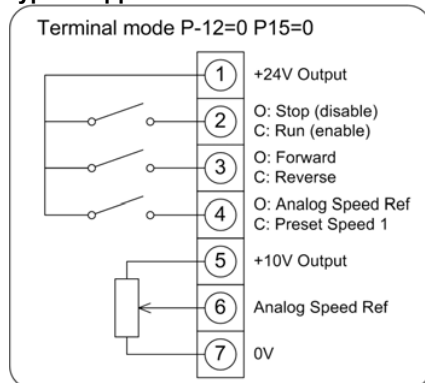 Terminal mode P-12=0 P15=0
1 +24V Output
2 O: Stop (disable)
C: Run (enable)
3 O: Forward
C: Reverse
4 O: Analog Speed Ref
C: Preset Speed 1
5 +10V Output
6 Analog Speed Ref
7 0V